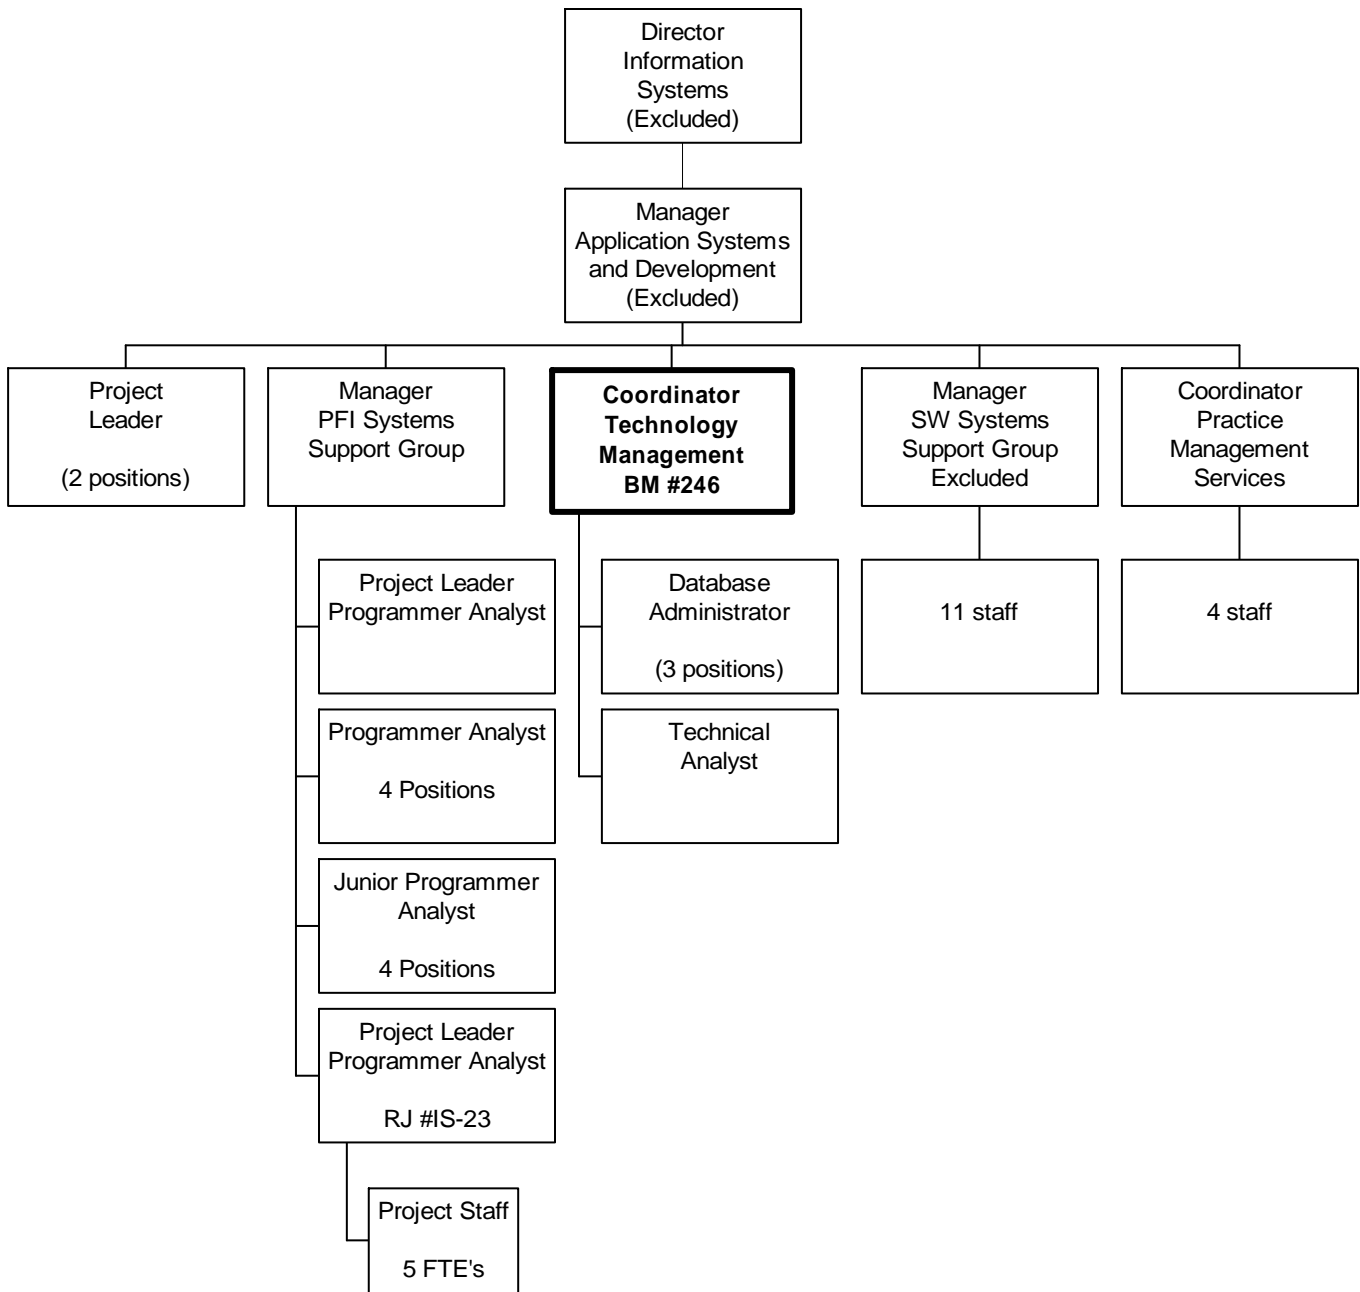 Director
Information
Systems
(Excluded)
Manager
Application Systems
and Development
(Excluded)
Project
Leader
(2 positions)
Manager
PFI Systems
Support Group
Coordinator
Technology
Management
BM #246
Manager
SW Systems
Support Group
Excluded
Coordinator
Practice
Management
Services
Project Leader
Programmer Analyst
Database
Administrator
(3 positions)
11 staff
4 staff
Programmer Analyst
4 Positions
Technical
Analyst
Junior Programmer
Analyst
4 Positions
Project Leader
Programmer Analyst
RJ #IS-23
Project Staff
5 FTE's